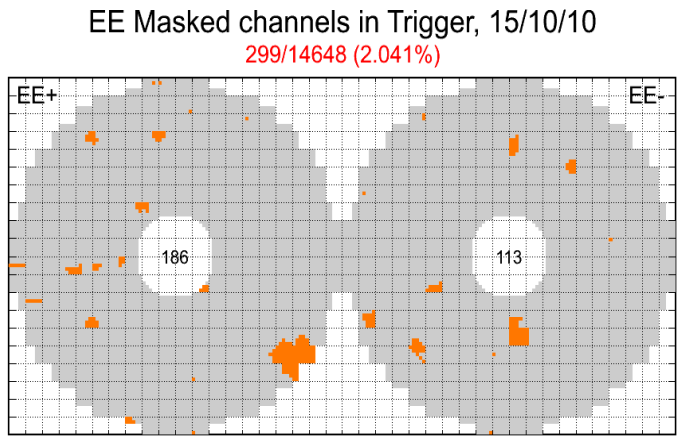 EE Masked channels in Trigger, 15/10/10
299/14648 (2.041%)
EE+
EE-
186
113